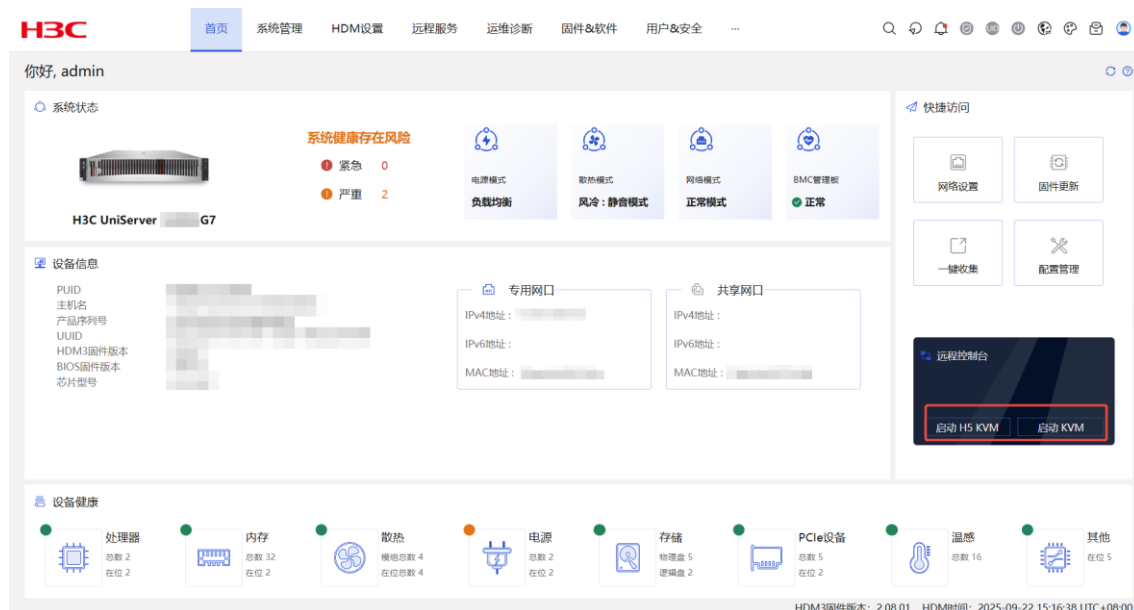 H3C
首页 系统管理 HDM设置 远程服务 运维诊断 固件&软件 用户&安全 ...
你好, admin
系统状态
系统健康存在风险
紧急 0
严重 2
H3C UniServer G7
电源模式
负载均衡
散热模式
风冷：静音模式
网络模式
正常模式
BMC管理板
正常
快捷访问
网络设置
固件更新
一键收集
配置管理
远程控制台
启动 H5 KVM
启动 KVM
设备信息
PUID
主机名
产品序列号
UUID
HDM3固件版本
BIOS固件版本
芯片型号
专用网口
IPv4地址：
IPv6地址：
MAC地址：
共享网口
IPv4地址：
IPv6地址：
MAC地址：
设备健康
处理器
总数 2
在位 2
内存
总数 32
在位 2
散热
模组总数 4
在位总数 4
电源
总数 2
在位 2
存储
物理盘 5
逻辑盘 2
PCIe设备
总数 5
在位 2
温感
总数 16
其他
在位 5
HDM3固件版本：2.08.01 HDM时间：2025-09-22 15:16:38 UTC+08:00